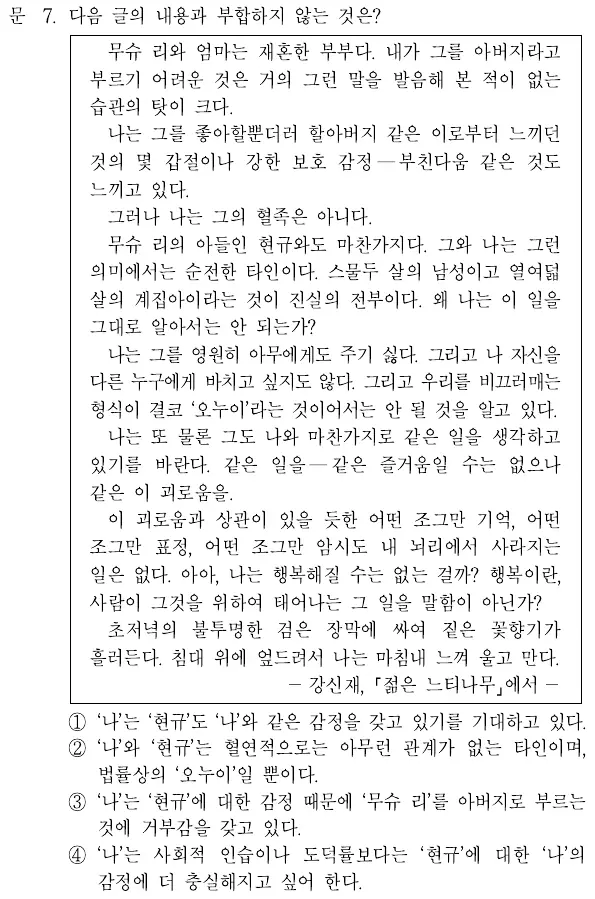 문 7. 다음 글의 내용과 부합하지 않는 것은?
무슈 리와 엄마는 재혼한 부부다. 내가 그를 아버지라고
부르기 어려운 것은 거의 그런 말을 발음해 본 적이 없는
습관의 탓이 크다.
나는 그를 좋아할뿐더러 할아버지 같은 이로부터 느끼던
것의 몇 갑절이나 강한 보호 감정―부친다움 같은 것도
느끼고 있다.
그러나 나는 그의 혈족은 아니다.
무슈 리의 아들인 현규와도 마찬가지다. 그와 나는 그런
의미에서는 순전한 타인이다. 스물두 살의 남성이고 열여덟
살의 계집아이라는 것이 진실의 전부이다. 왜 나는 이 일을
그대로 알아서는 안 되는가?
나는 그를 영원히 아무에게도 주기 싫다. 그리고 나 자신을
다른 누구에게 바치고 싶지도 않다. 그리고 우리를 비끄러매는
형식이 결코 ‘오누이’라는 것이어서는 안 될 것을 알고 있다.
나는 또 물론 그도 나와 마찬가지로 같은 일을 생각하고
있기를 바란다. 같은 일을―같은 즐거움일 수는 없으나
같은 이 괴로움을.
이 괴로움과 상관이 있을 듯한 어떤 조그만 기억, 어떤
조그만 표정, 어떤 조그만 암시도 내 뇌리에서 사라지는
일은 없다. 아아, 나는 행복해질 수는 없는 걸까? 행복이란,
사람이 그것을 위하여 태어나는 그 일을 말함이 아닌가?
초저녁의 불투명한 검은 장막에 싸여 짙은 꽃향기가
흘러든다. 침대 위에 엎드려서 나는 마침내 느껴 울고 만다.
– 강신재, 「젊은 느티나무」에서 –
① ‘나’는 ‘현규’도 ‘나’와 같은 감정을 갖고 있기를 기대하고 있다.
② ‘나’와 ‘현규’는 혈연적으로는 아무런 관계가 없는 타인이며,
법률상의 ‘오누이’일 뿐이다.
③ ‘나’는 ‘현규’에 대한 감정 때문에 ‘무슈 리’를 아버지로 부르는
것에 거부감을 갖고 있다.
④ ‘나’는 사회적 인습이나 도덕률보다는 ‘현규’에 대한 ‘나’의
감정에 더 충실해지고 싶어 한다.